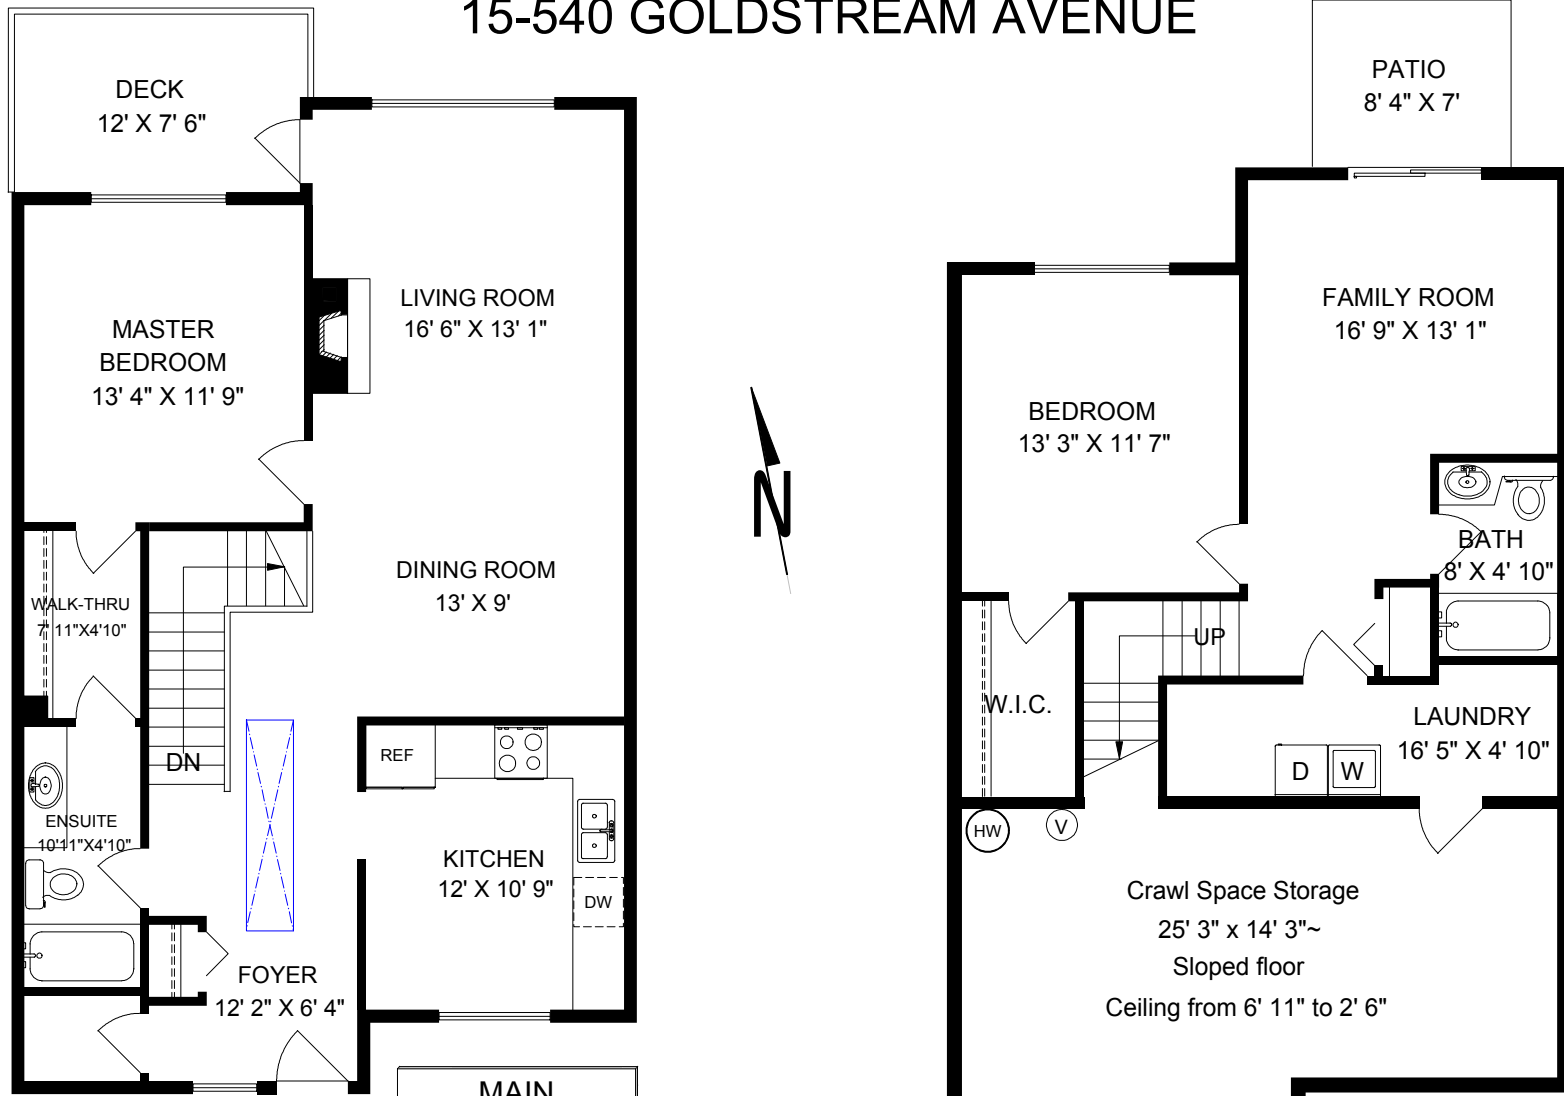 15-540 GOLDSTREAM AVENUE
DECK
12' X 7' 6"
LIVING ROOM
16' 6" X 13' 1"
MASTER
BEDROOM
13' 4" X 11' 9"
DINING ROOM
13' X 9'
WALK-THRU
7' 11"X4'10"
DN
REF
ENSUITE
10'11"X4'10"
KITCHEN
12' X 10' 9"
DW
FOYER
12' 2" X 6' 4"
MAIN
N
PATIO
8' 4" X 7'
FAMILY ROOM
16' 9" X 13' 1"
BEDROOM
13' 3" X 11' 7"
BATH
8' X 4' 10"
UP
W.I.C.
LAUNDRY
16' 5" X 4' 10"
D
W
HW
V
Crawl Space Storage
25' 3" x 14' 3"~
Sloped floor
Ceiling from 6' 11" to 2' 6"